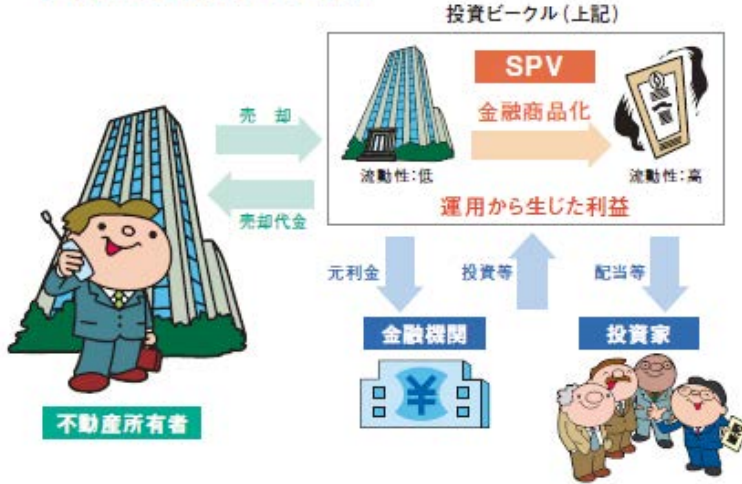 投資ビークル(上記)
SPV
売 却
金融商品化
流動性:低
流動性:高
売却代金
運用から生じた利益
元利金
投資等
配当等
金融機関
投資家
¥
不動産所有者